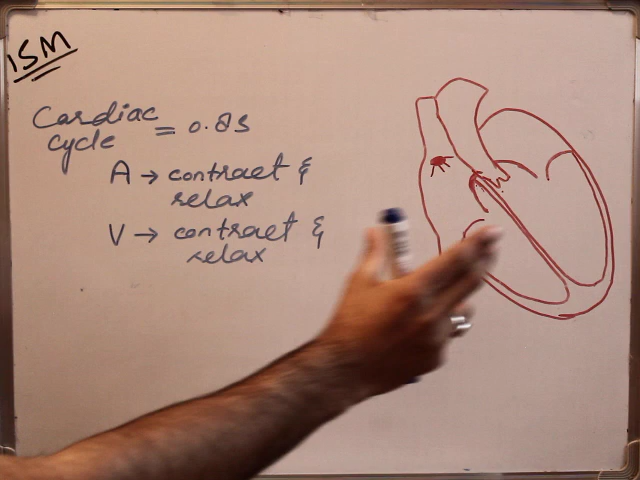 ISM
Cardiac
cycle = 0.8s
A → contract &
relax
V → contract &
relax